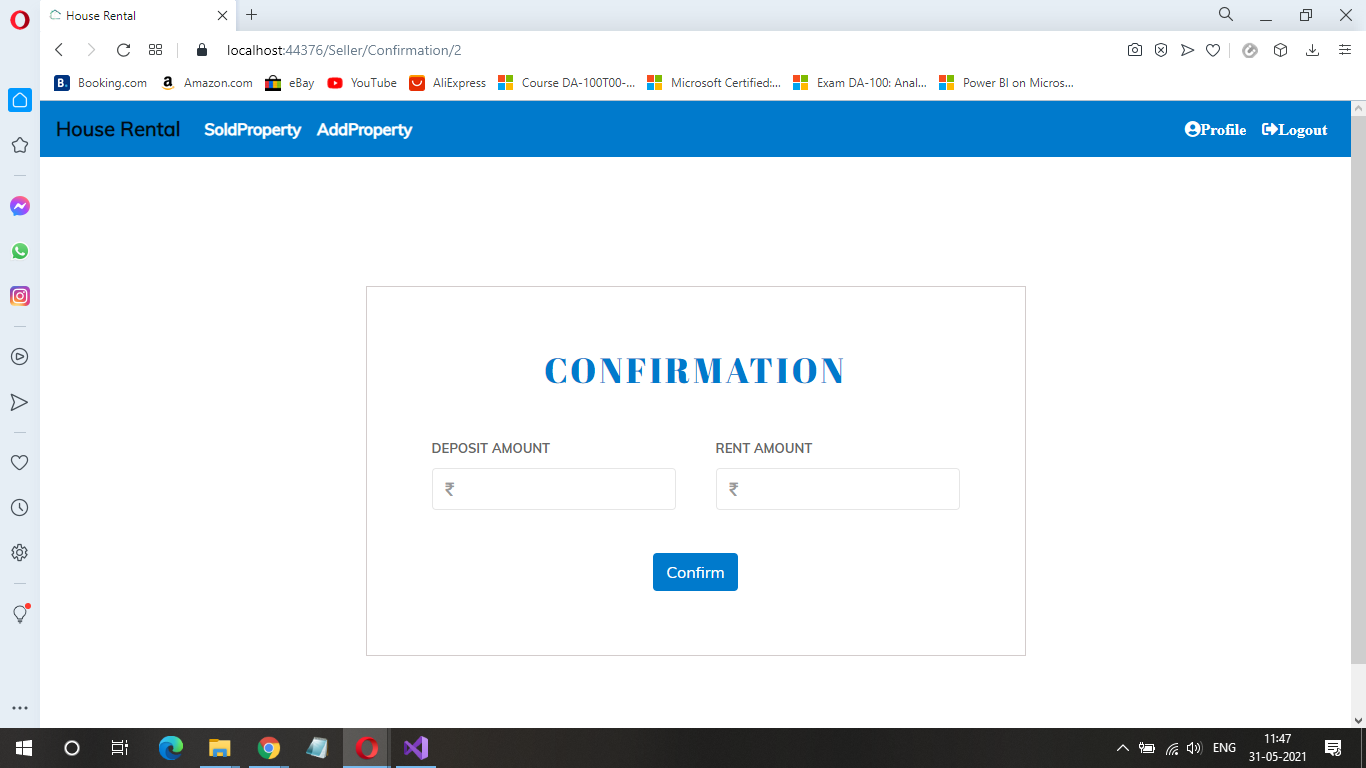 House Rental
localhost:44376/Seller/Confirmation/2
B. Booking.com a Amazon.com eBay YouTube AliExpress Course DA-100T00-... Microsoft Certified:... Exam DA-100: Anal... Power BI on Micros...
House Rental SoldProperty AddProperty Profile Logout
CONFIRMATION
DEPOSIT AMOUNT RENT AMOUNT
₹ ₹
Confirm
ENG 11:47
31-05-2021